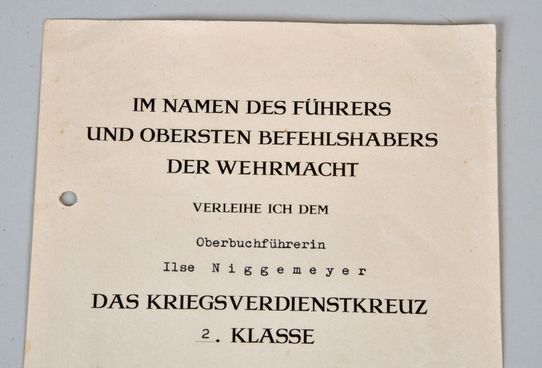 IM NAMEN DES FÜHRERS
UND OBERSTEN BEFEHLSHABERS
DER WEHRMACHT
VERLEIHE ICH DEM
Oberbuchführerin
Ilse Niggemeyer
DAS KRIEGSVERDIENSTKREUZ
2. KLASSE